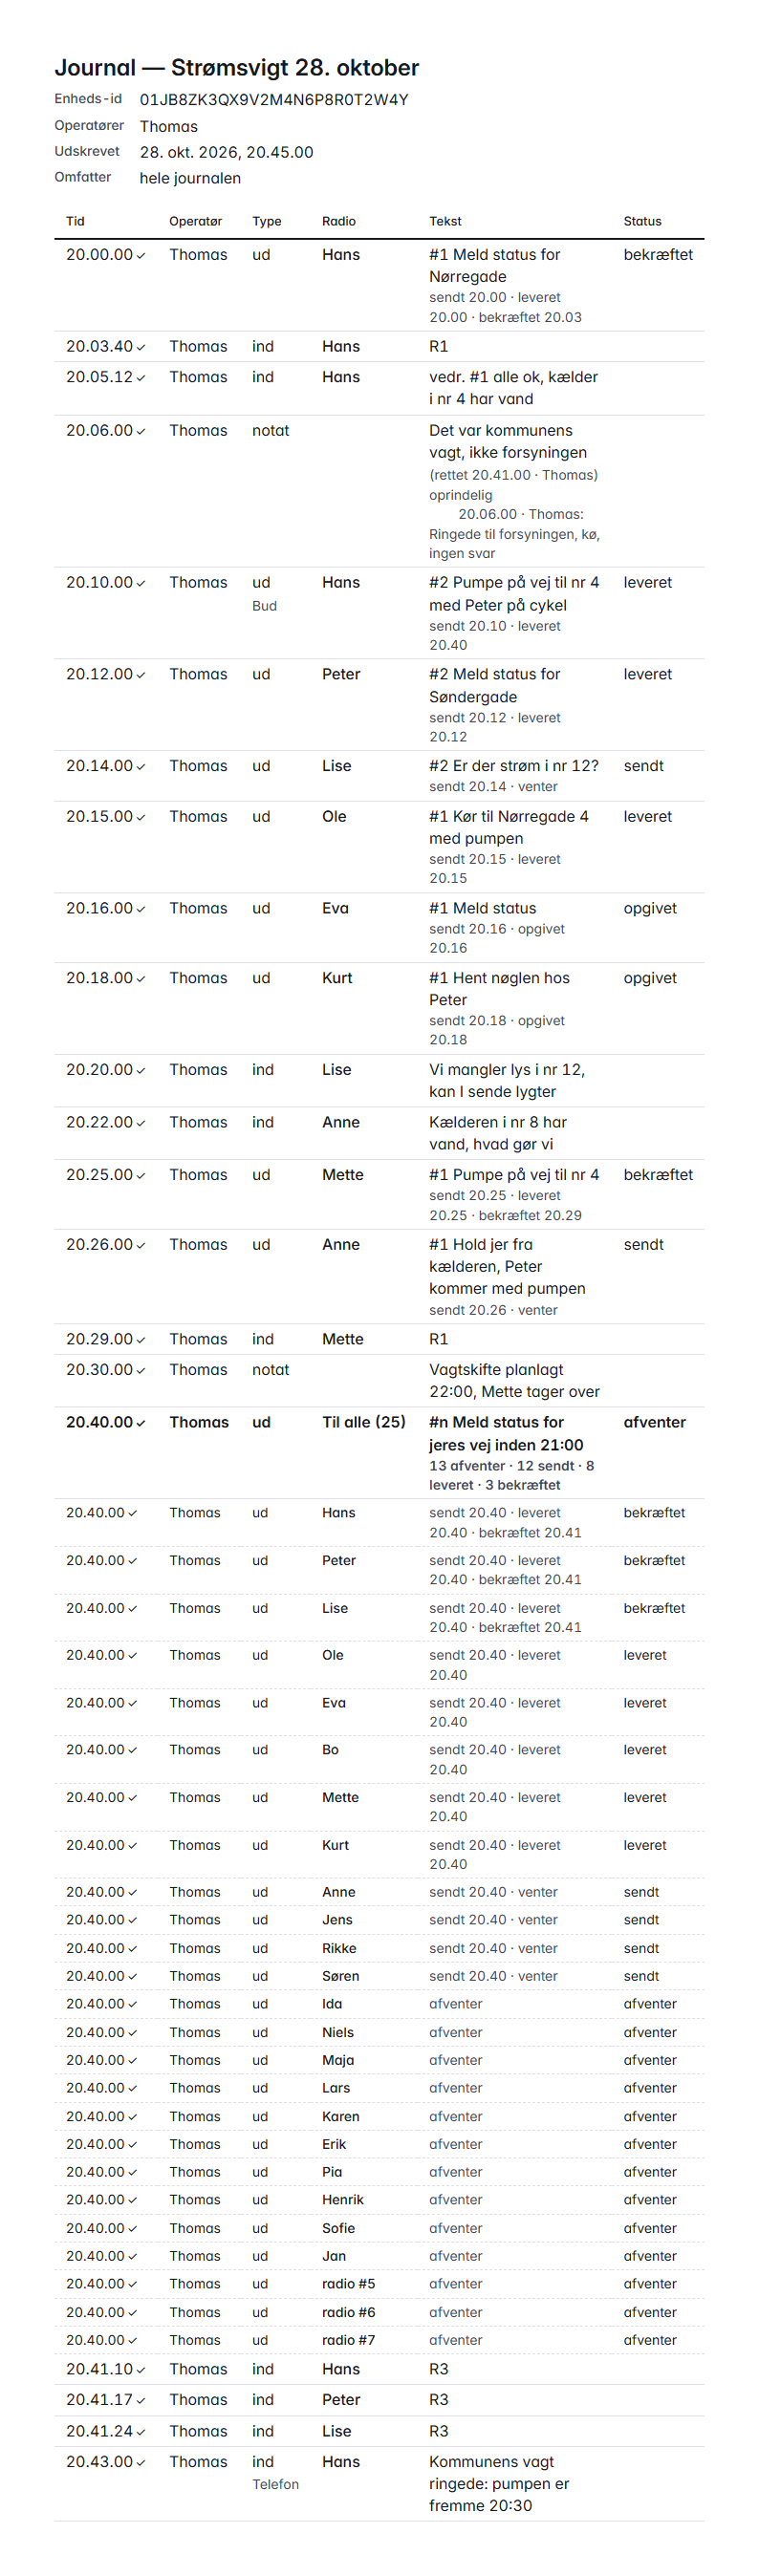 Journal — Strømsvigt 28. oktober
Enheds-id 01JB8ZK3QX9V2M4N6P8R0T2W4Y
Operatører Thomas
Udskrevet 28. okt. 2026, 20.45.00
Omfatter hele journalen
Tid Operatør Type Radio Tekst Status
20.00.00 ✓ Thomas ud Hans #1 Meld status for bekræftet
Nørregade
sendt 20.00 · leveret
20.00 · bekræftet 20.03
20.03.40 ✓ Thomas ind Hans R1
20.05.12 ✓ Thomas ind Hans vedr. #1 alle ok, kælder
i nr 4 har vand
20.06.00 ✓ Thomas notat Det var kommunens
vagt, ikke forsyningen
(rettet 20.41.00 · Thomas)
oprindelig
20.06.00 · Thomas:
Ringede til forsyningen, kø,
ingen svar
20.10.00 ✓ Thomas ud Hans #2 Pumpe på vej til nr 4 leveret
Bud med Peter på cykel
sendt 20.10 · leveret
20.40
20.12.00 ✓ Thomas ud Peter #2 Meld status for leveret
Søndergade
sendt 20.12 · leveret
20.12
20.14.00 ✓ Thomas ud Lise #2 Er der strøm i nr 12? sendt
sendt 20.14 · venter
20.15.00 ✓ Thomas ud Ole #1 Kør til Nørregade 4 leveret
med pumpen
sendt 20.15 · leveret
20.15
20.16.00 ✓ Thomas ud Eva #1 Meld status opgivet
sendt 20.16 · opgivet
20.16
20.18.00 ✓ Thomas ud Kurt #1 Hent nøglen hos opgivet
Peter
sendt 20.18 · opgivet
20.18
20.20.00 ✓ Thomas ind Lise Vi mangler lys i nr 12,
kan I sende lygter
20.22.00 ✓ Thomas ind Anne Kælderen i nr 8 har
vand, hvad gør vi
20.25.00 ✓ Thomas ud Mette #1 Pumpe på vej til nr 4 bekræftet
sendt 20.25 · leveret
20.25 · bekræftet 20.29
20.26.00 ✓ Thomas ud Anne #1 Hold jer fra sendt
kælderen, Peter
kommer med pumpen
sendt 20.26 · venter
20.29.00 ✓ Thomas ind Mette R1
20.30.00 ✓ Thomas notat Vagtskifte planlagt
22:00, Mette tager over
20.40.00 ✓ Thomas ud Til alle (25) #n Meld status for afventer
jeres vej inden 21:00
13 afventer · 12 sendt · 8
leveret · 3 bekræftet
20.40.00 ✓ Thomas ud Hans sendt 20.40 · leveret bekræftet
20.40 · bekræftet 20.41
20.40.00 ✓ Thomas ud Peter sendt 20.40 · leveret bekræftet
20.40 · bekræftet 20.41
20.40.00 ✓ Thomas ud Lise sendt 20.40 · leveret bekræftet
20.40 · bekræftet 20.41
20.40.00 ✓ Thomas ud Ole sendt 20.40 · leveret leveret
20.40
20.40.00 ✓ Thomas ud Eva sendt 20.40 · leveret leveret
20.40
20.40.00 ✓ Thomas ud Bo sendt 20.40 · leveret leveret
20.40
20.40.00 ✓ Thomas ud Mette sendt 20.40 · leveret leveret
20.40
20.40.00 ✓ Thomas ud Kurt sendt 20.40 · leveret leveret
20.40
20.40.00 ✓ Thomas ud Anne sendt 20.40 · venter sendt
20.40.00 ✓ Thomas ud Jens sendt 20.40 · venter sendt
20.40.00 ✓ Thomas ud Rikke sendt 20.40 · venter sendt
20.40.00 ✓ Thomas ud Søren sendt 20.40 · venter sendt
20.40.00 ✓ Thomas ud Ida afventer afventer
20.40.00 ✓ Thomas ud Niels afventer afventer
20.40.00 ✓ Thomas ud Maja afventer afventer
20.40.00 ✓ Thomas ud Lars afventer afventer
20.40.00 ✓ Thomas ud Karen afventer afventer
20.40.00 ✓ Thomas ud Erik afventer afventer
20.40.00 ✓ Thomas ud Pia afventer afventer
20.40.00 ✓ Thomas ud Henrik afventer afventer
20.40.00 ✓ Thomas ud Sofie afventer afventer
20.40.00 ✓ Thomas ud Jan afventer afventer
20.40.00 ✓ Thomas ud radio #5 afventer afventer
20.40.00 ✓ Thomas ud radio #6 afventer afventer
20.40.00 ✓ Thomas ud radio #7 afventer afventer
20.41.10 ✓ Thomas ind Hans R3
20.41.17 ✓ Thomas ind Peter R3
20.41.24 ✓ Thomas ind Lise R3
20.43.00 ✓ Thomas ind Hans Kommunens vagt
Telefon ringede: pumpen er
fremme 20:30